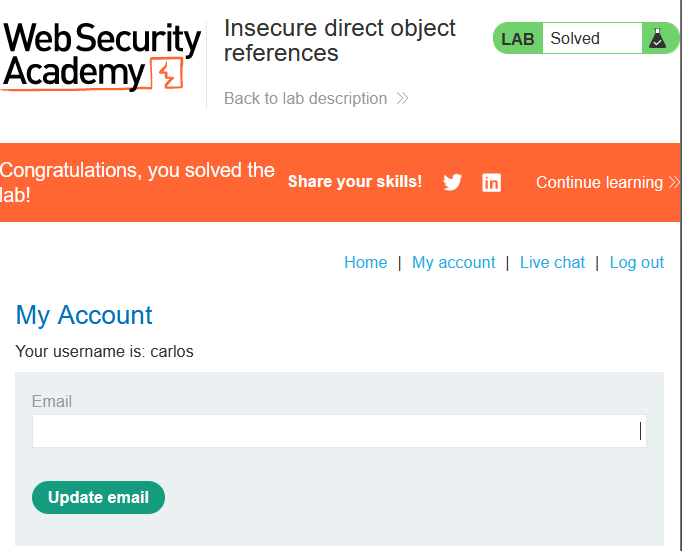 Web Security
Academy
Insecure direct object
references
Back to lab description
LAB Solved
Congratulations, you solved the
lab!
Share your skills!
in
Continue learning
Home | My account | Live chat | Log out
My Account
Your username is: carlos
Email
Update email